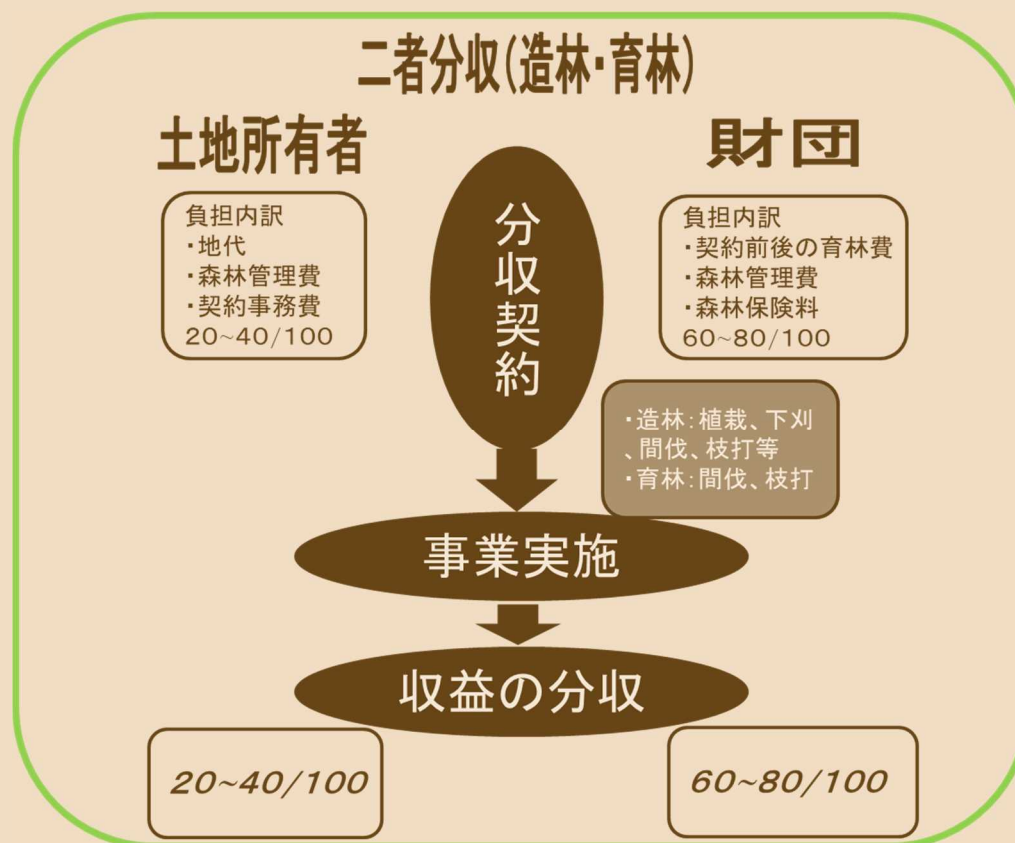 二者分収(造林・育林)
土地所有者
財団
負担内訳
・地代
・森林管理費
・契約事務費
20~40/100
分収契約
負担内訳
・契約前後の育林費
・森林管理費
・森林保険料
60~80/100
・造林:植栽、下刈
、間伐、枝打等
・育林:間伐、枝打
事業実施
収益の分収
20~40/100
60~80/100